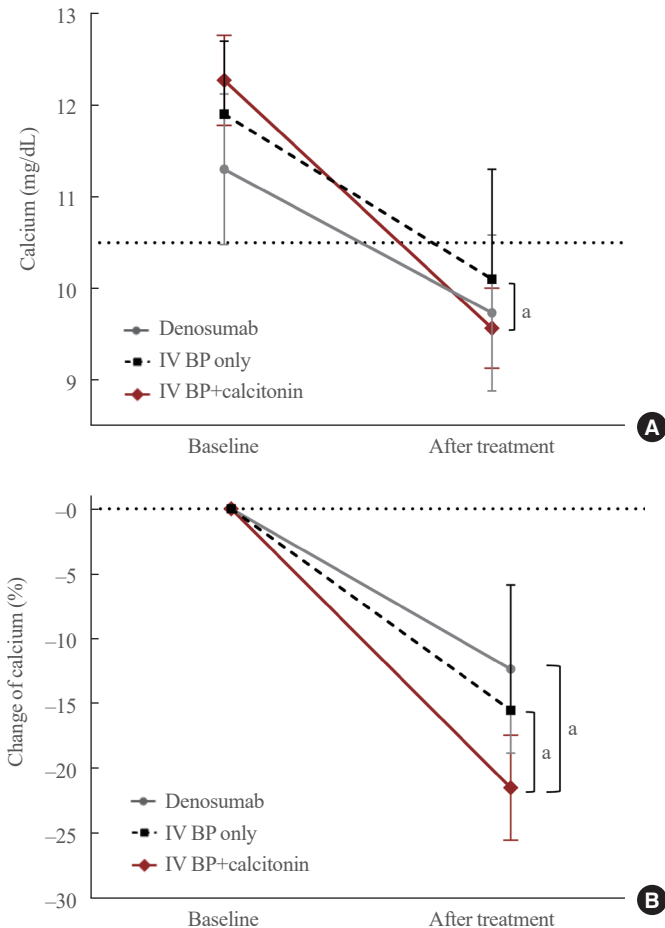 13
12
11
10
9
Calcium (mg/dL)
a
Denosumab
IV BP only
IV BP+calcitonin
Baseline After treatment
A
–0
–5
–10
–15
–20
–25
–30
Change of calcium (%)
a
a
Denosumab
IV BP only
IV BP+calcitonin
Baseline After treatment
B